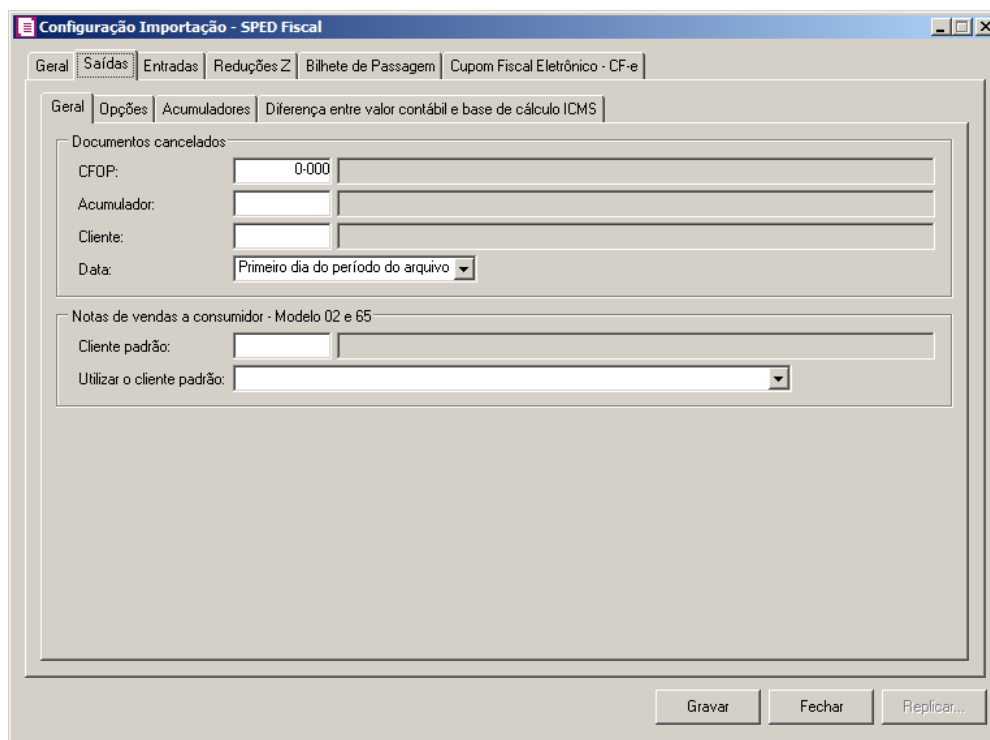 Configuração Importação - SPED Fiscal
Geral Saídas Entradas Reduções Z Bilhete de Passagem Cupom Fiscal Eletrônico - CF-e
Geral Opções Acumuladores Diferença entre valor contábil e base de cálculo ICMS
Documentos cancelados
CFOP: 0-000
Acumulador:
Cliente:
Data: Primeiro dia do período do arquivo
Notas de vendas a consumidor - Modelo 02 e 65
Cliente padrão:
Utilizar o cliente padrão:
Gravar Fechar Replicar...